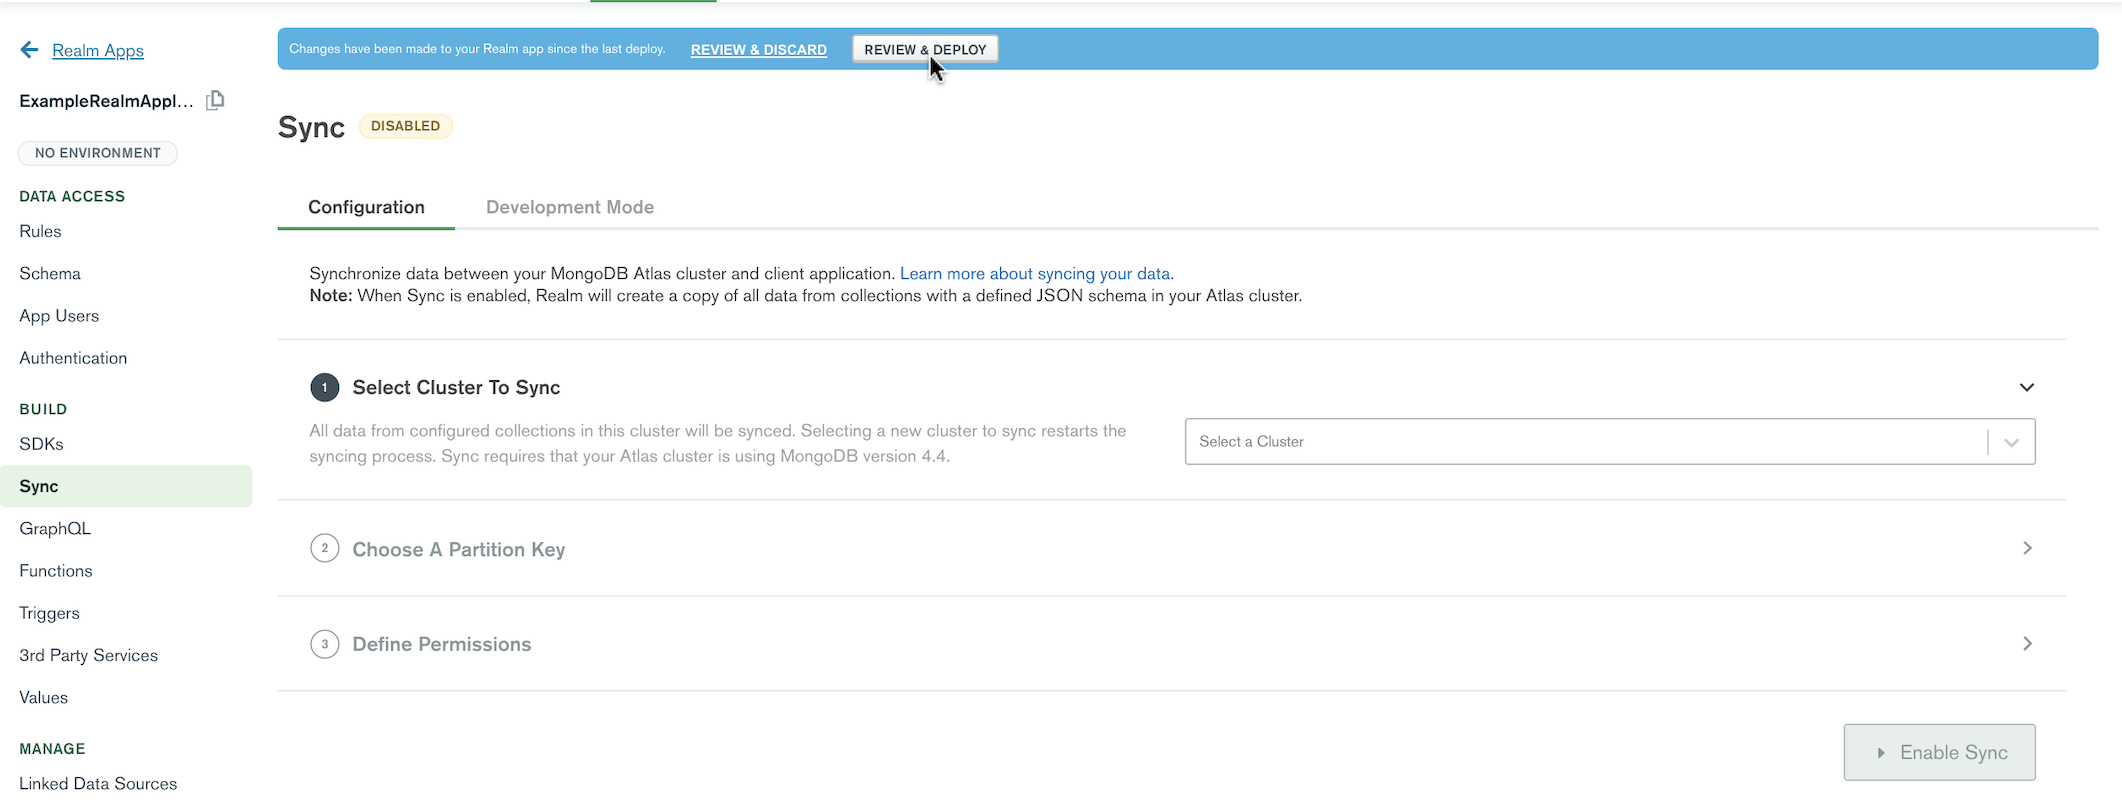 Realm Apps
ExampleRealmAppl...
NO ENVIRONMENT
DATA ACCESS
Rules
Schema
App Users
Authentication
BUILD
SDKs
Sync
GraphQL
Functions
Triggers
3rd Party Services
Values
MANAGE
Linked Data Sources
Changes have been made to your Realm app since the last deploy. REVIEW & DISCARD REVIEW & DEPLOY
Sync DISABLED
Configuration Development Mode
Synchronize data between your MongoDB Atlas cluster and client application. Learn more about syncing your data.
Note: When Sync is enabled, Realm will create a copy of all data from collections with a defined JSON schema in your Atlas cluster.
1 Select Cluster To Sync
All data from configured collections in this cluster will be synced. Selecting a new cluster to sync restarts the
syncing process. Sync requires that your Atlas cluster is using MongoDB version 4.4.
Select a Cluster
2 Choose A Partition Key
3 Define Permissions
Enable Sync